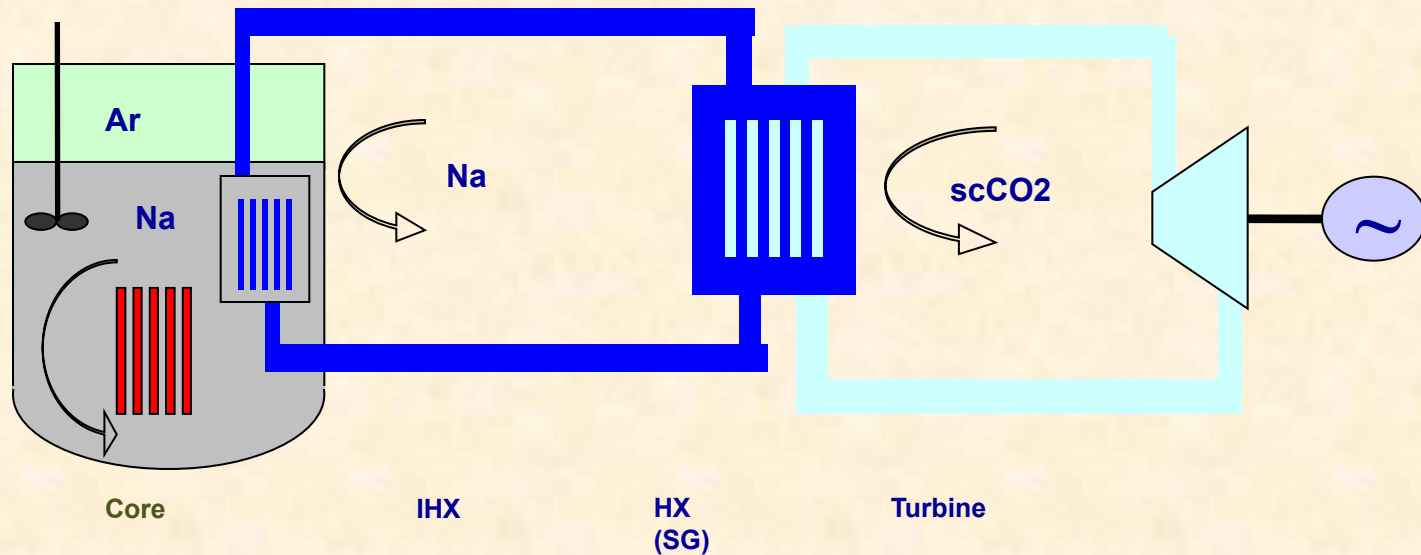 Ar
Na
Na
scCO2
~
Core
IHX
HX
(SG)
Turbine